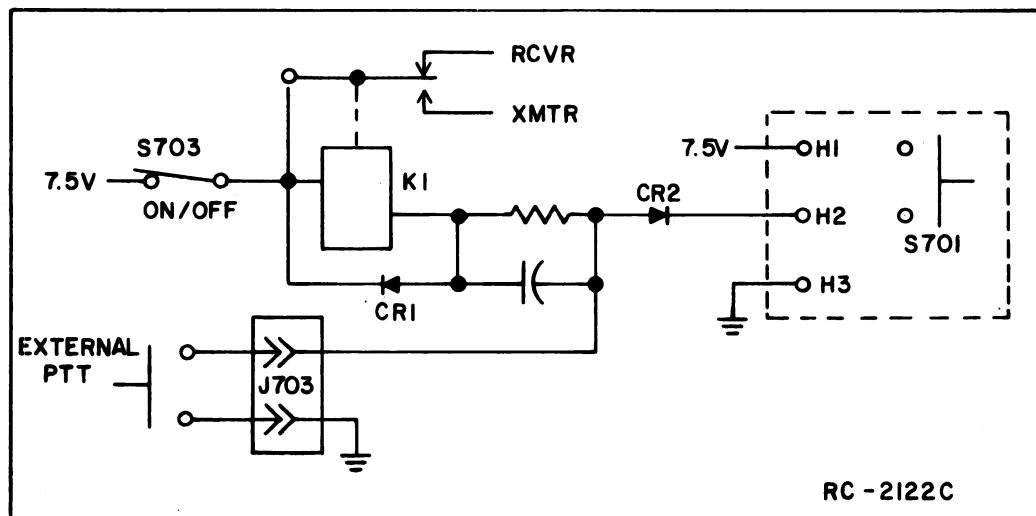 RCVR
XMTR
S703
7.5V
ON/OFF
K1
CR1
CR2
7.5V
H1
H2
H3
S701
EXTERNAL
PTT
J703
RC-2122C